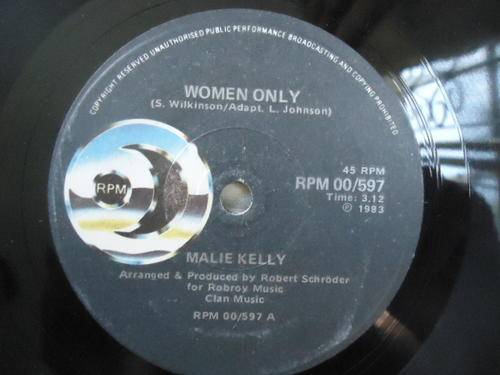 COPYRIGHT RESERVED UNAUTHORISED PUBLIC PERFORMANCE BROADCASTING AND COPYING PROHIBITED
WOMEN ONLY
(S. Wilkinson/Adapt. L. Johnson)
45 RPM
RPM 00/597
Time: 3.12
℗ 1983
RPM
MALIE KELLY
Arranged & Produced by Robert Schröder
for Robroy Music
Clan Music
RPM 00/597 A